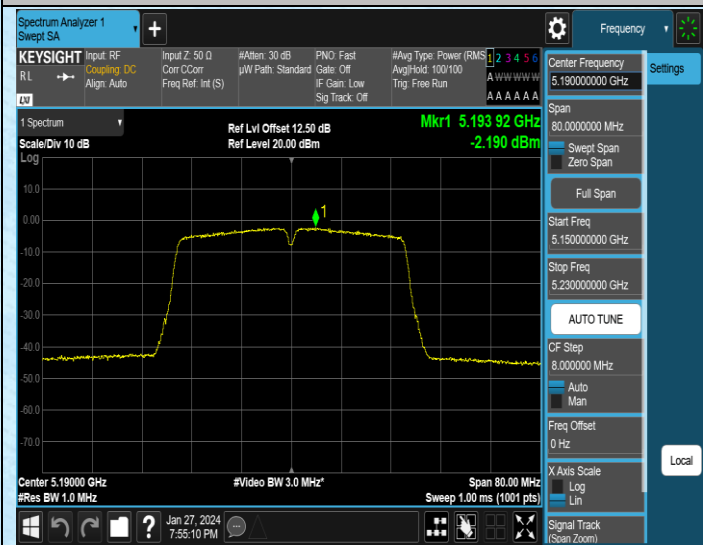 Spectrum Analyzer 1
Swept SA
+
Frequency
KEYSIGHT
RL
LXI
Input: RF
Coupling: DC
Align: Auto
Input Z: 50 Ω
Corr CCorr
Freq Ref: Int (S)
#Atten: 30 dB
µW Path: Standard
PNO: Fast
Gate: Off
IF Gain: Low
Sig Track: Off
#Avg Type: Power (RMS
Avg|Hold: 100/100
Trig: Free Run
1 2 3 4 5 6
A W W W W W
A A A A A A
1 Spectrum
Scale/Div 10 dB
Log
Ref Lvl Offset 12.50 dB
Ref Level 20.00 dBm
Mkr1 5.193 92 GHz
-2.190 dBm
10.0
0.00
-10.0
-20.0
-30.0
-40.0
-50.0
-60.0
-70.0
1
Center 5.19000 GHz
#Res BW 1.0 MHz
#Video BW 3.0 MHz*
Span 80.00 MHz
Sweep 1.00 ms (1001 pts)
?
Jan 27, 2024
7:55:10 PM
Center Frequency
5.190000000 GHz
Span
80.0000000 MHz
Swept Span
Zero Span
Full Span
Start Freq
5.150000000 GHz
Stop Freq
5.230000000 GHz
AUTO TUNE
CF Step
8.000000 MHz
Auto
Man
Freq Offset
0 Hz
X Axis Scale
Log
Lin
Signal Track
(Span Zoom)
Settings
Local